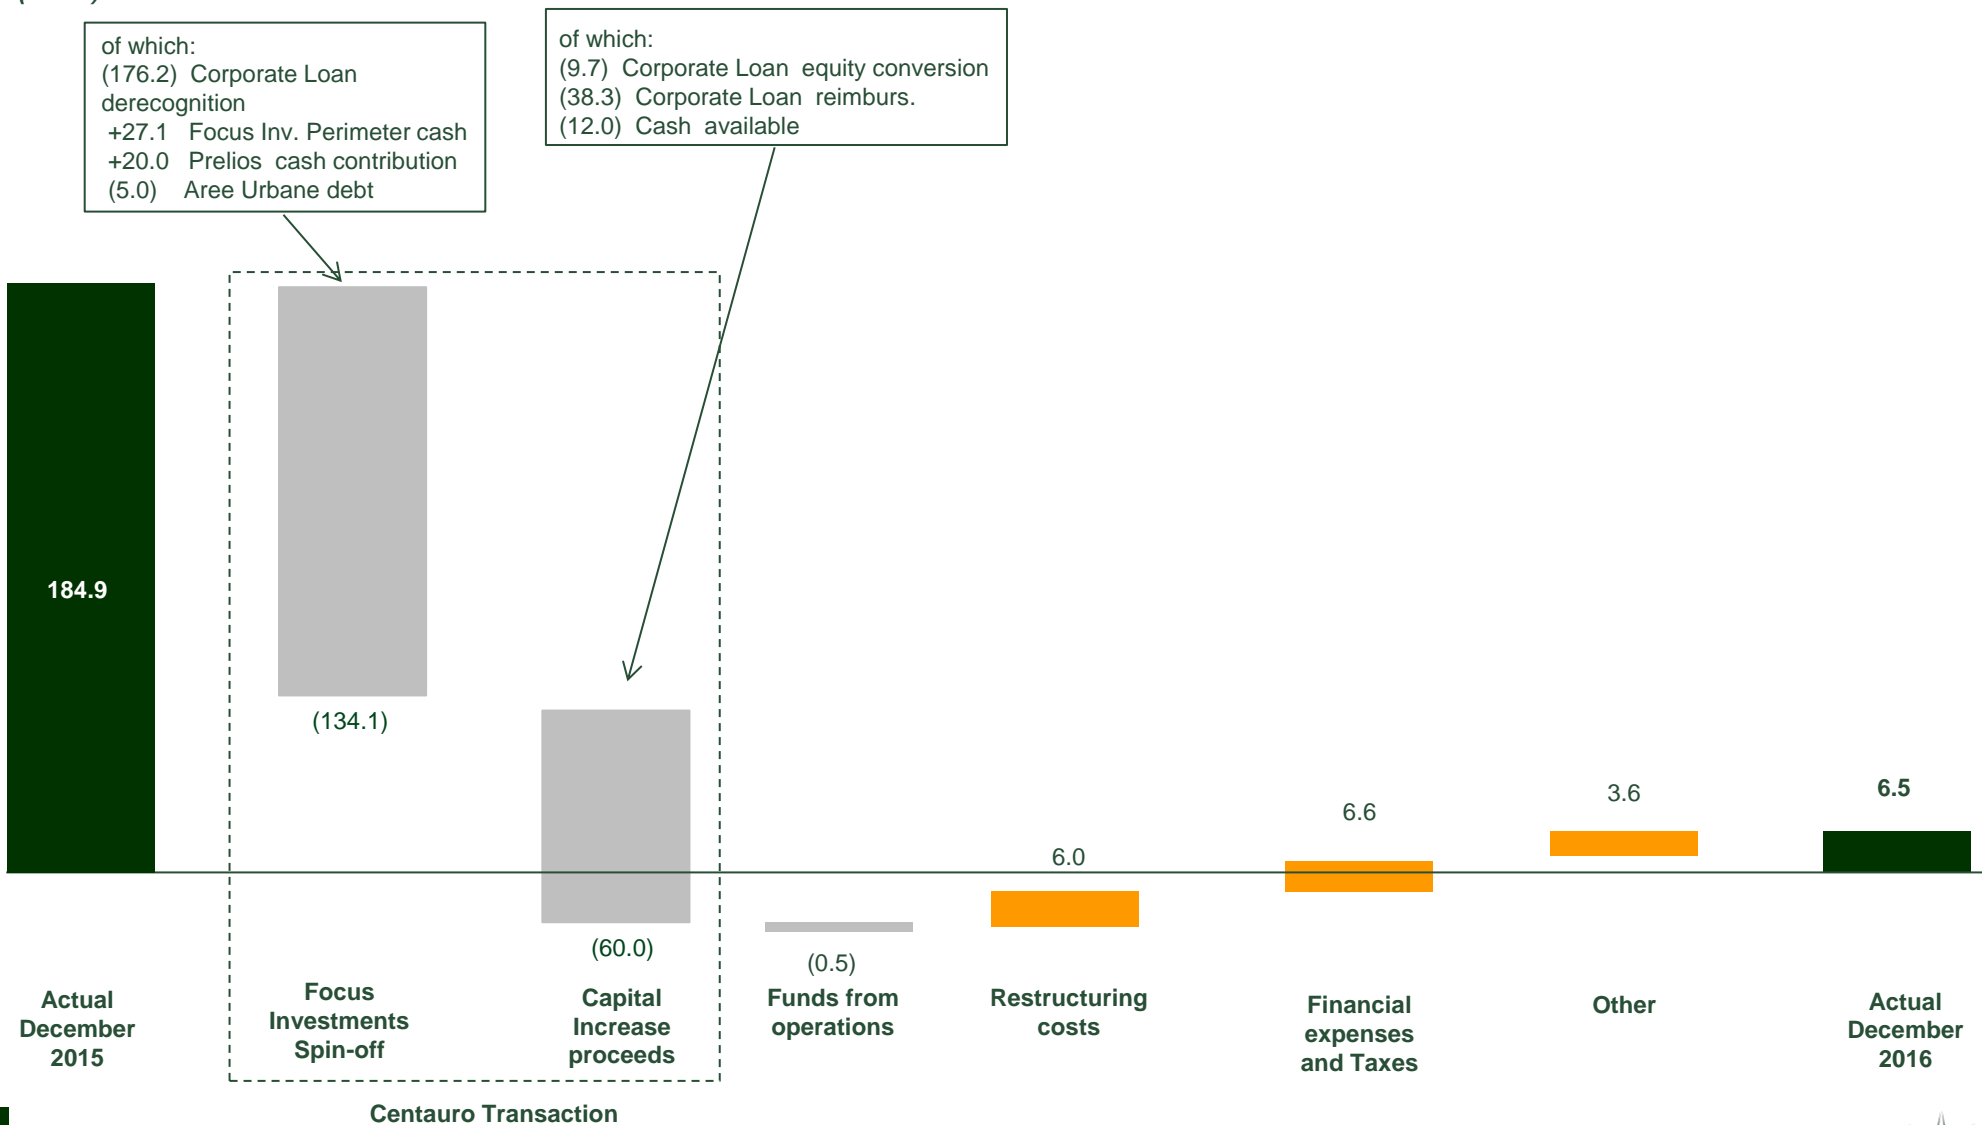 of which:
(176.2) Corporate Loan
derecognition
+27.1 Focus Inv. Perimeter cash
+20.0 Prelios cash contribution
(5.0) Aree Urbane debt
of which:
(9.7) Corporate Loan equity conversion
(38.3) Corporate Loan reimburs.
(12.0) Cash available
184.9
(134.1)
(60.0)
(0.5)
6.0
6.6
3.6
6.5
Actual
December
2015
Focus
Investments
Spin-off
Capital
Increase
proceeds
Funds from
operations
Restructuring
costs
Financial
expenses
and Taxes
Other
Actual
December
2016
Centauro Transaction